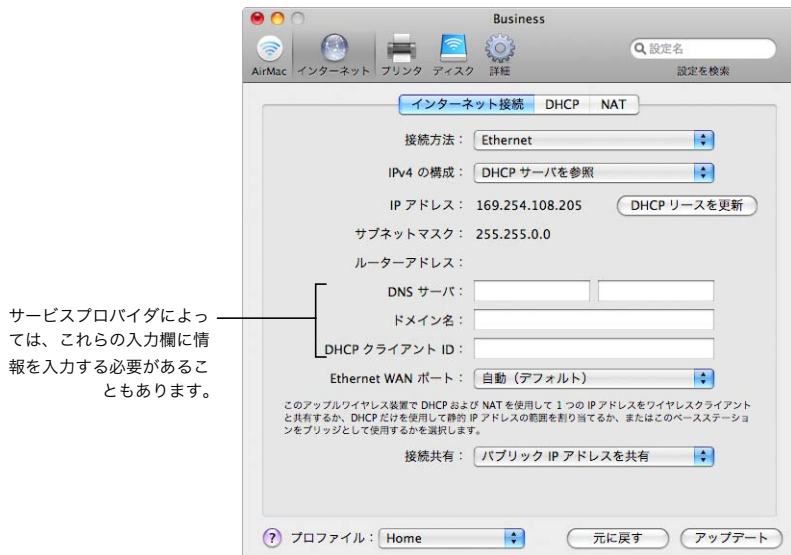 Business
AirMac インターネット プリンタ ディスク 詳細
設定名
設定を検索
インターネット接続 DHCP NAT
接続方法： Ethernet
IPv4 の構成： DHCP サーバを参照
IP アドレス： 169.254.108.205 DHCP リースを更新
サブネットマスク： 255.255.0.0
ルーターアドレス：
DNS サーバ：
ドメイン名：
DHCP クライアント ID：
サービスプロバイダによっ
ては、これらの入力欄に情
報を入力する必要があるこ
ともあります。
Ethernet WAN ポート： 自動（デフォルト）
このアップルワイヤレス装置で DHCP および NAT を使用して 1 つの IP アドレスをワイヤレスクライアント
と共有するか、DHCP だけを使用して静的 IP アドレスの範囲を割り当てるか、またはこのベースステーショ
ンをブリッジとして使用するかを選択します。
接続共有： パブリック IP アドレスを共有
? プロファイル： Home 元に戻す アップデート